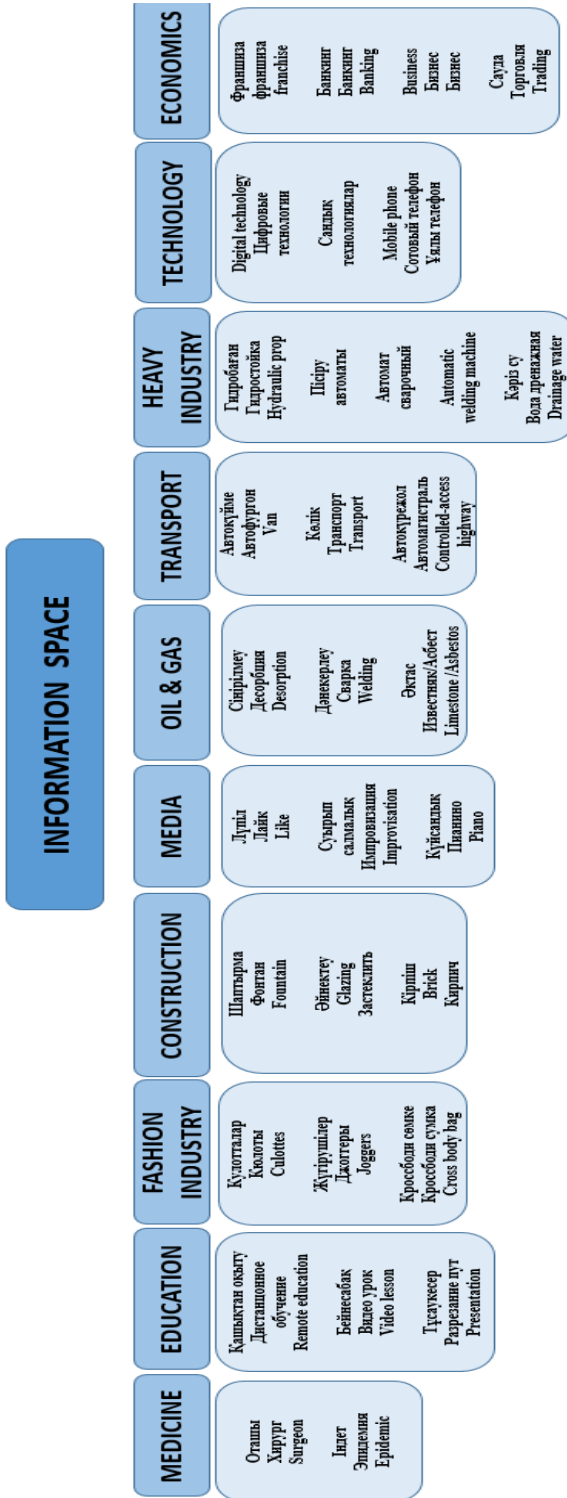 INFORMATION SPACE
MEDICINE
Оташы
Хирург
Surgeon
Індет
Эпидемия
Epidemic
EDUCATION
Қашықтан оқыту
Дистанционное
обучение
Remote education
Бейнесабақ
Видео урок
Video lesson
Тұсаукесер
Разрезание пут
Presentation
FASHION
INDUSTRY
Кулотталар
Кюлоты
Culottes
Жүгірушілер
Джоггеры
Joggers
Кроссбоди сөмке
Кроссбоди сумка
Cross body bag
CONSTRUCTION
Шаптырма
Фонтан
Fountain
Әйнектеу
Glazing
Застеклить
Кірпіш
Brick
Кирпич
MEDIA
Лүпіл
Лайк
Like
Суырып
салмалық
Импровизация
Improvisation
Күйсандық
Пианино
Piano
OIL & GAS
Сіңірілмеу
Десорбция
Desorption
Дәнекерлеу
Сварка
Welding
Әктас
Известняк/Асбест
Limestone /Asbestos
TRANSPORT
Автокүйме
Автофургон
Van
Көлік
Транспорт
Transport
Автокүрежол
Автомагистраль
Controlled-access
highway
HEAVY
INDUSTRY
Гидробаған
Гидростойка
Hydraulic prop
Пісіру
автоматы
Автомат
сварочный
Automatic
welding machine
Кәріз су
Вода дренажная
Drainage water
TECHNOLOGY
Digital technology
Цифровые
технологии
Сандық
технологиялар
Mobile phone
Сотовый телефон
Ұялы телефон
ECONOMICS
Франшиза
франшиза
franchise
Банкинг
Банкинг
Banking
Business
Бизнес
Бизнес
Сауда
Торговля
Trading